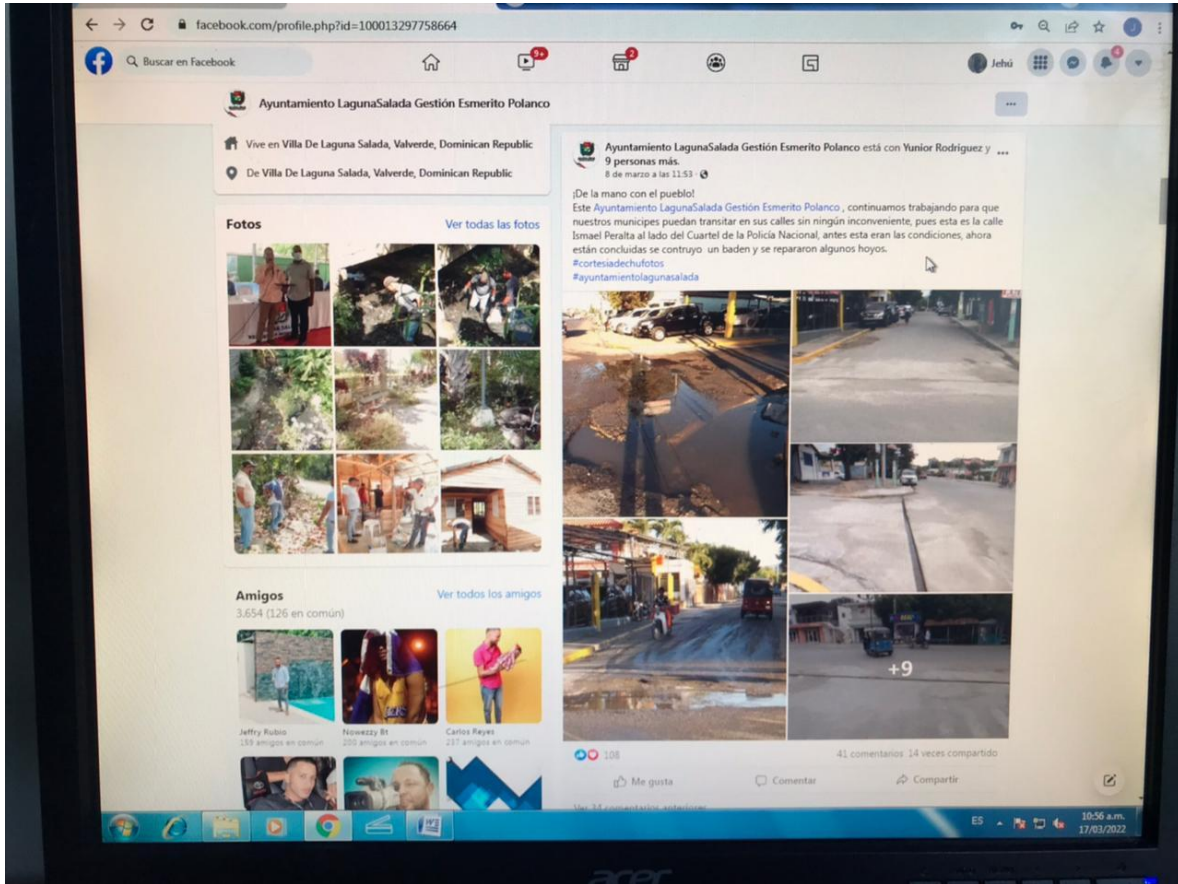 facebook.com/profile.php?id=100013297758664
Buscar en Facebook
9+
2
Jehú
4
Ayuntamiento LagunaSalada Gestión Esmerito Polanco
Vive en Villa De Laguna Salada, Valverde, Dominican Republic
De Villa De Laguna Salada, Valverde, Dominican Republic
Fotos
Ver todas las fotos
Amigos
Ver todos los amigos
3.654 (126 en común)
Jeffry Rubio
159 amigos en común
Nowezzy Bt
200 amigos en común
Carlos Reyes
237 amigos en común
Ayuntamiento LagunaSalada Gestión Esmerito Polanco está con Yunior Rodríguez y
9 personas más.
8 de marzo a las 11:53 ·
¡De la mano con el pueblo!
Este Ayuntamiento LagunaSalada Gestión Esmerito Polanco , continuamos trabajando para que
nuestros municipes puedan transitar en sus calles sin ningún inconveniente, pues esta es la calle
Ismael Peralta al lado del Cuartel de la Policía Nacional, antes esta eran las condiciones, ahora
están concluidas se contruyo un baden y se repararon algunos hoyos.
#cortesiadechufotos
#ayuntamientolagunasalada
+9
108
41 comentarios 14 veces compartido
Me gusta
Comentar
Compartir
comentarios anteriores
ES
10:56 a.m.
17/03/2022
acer